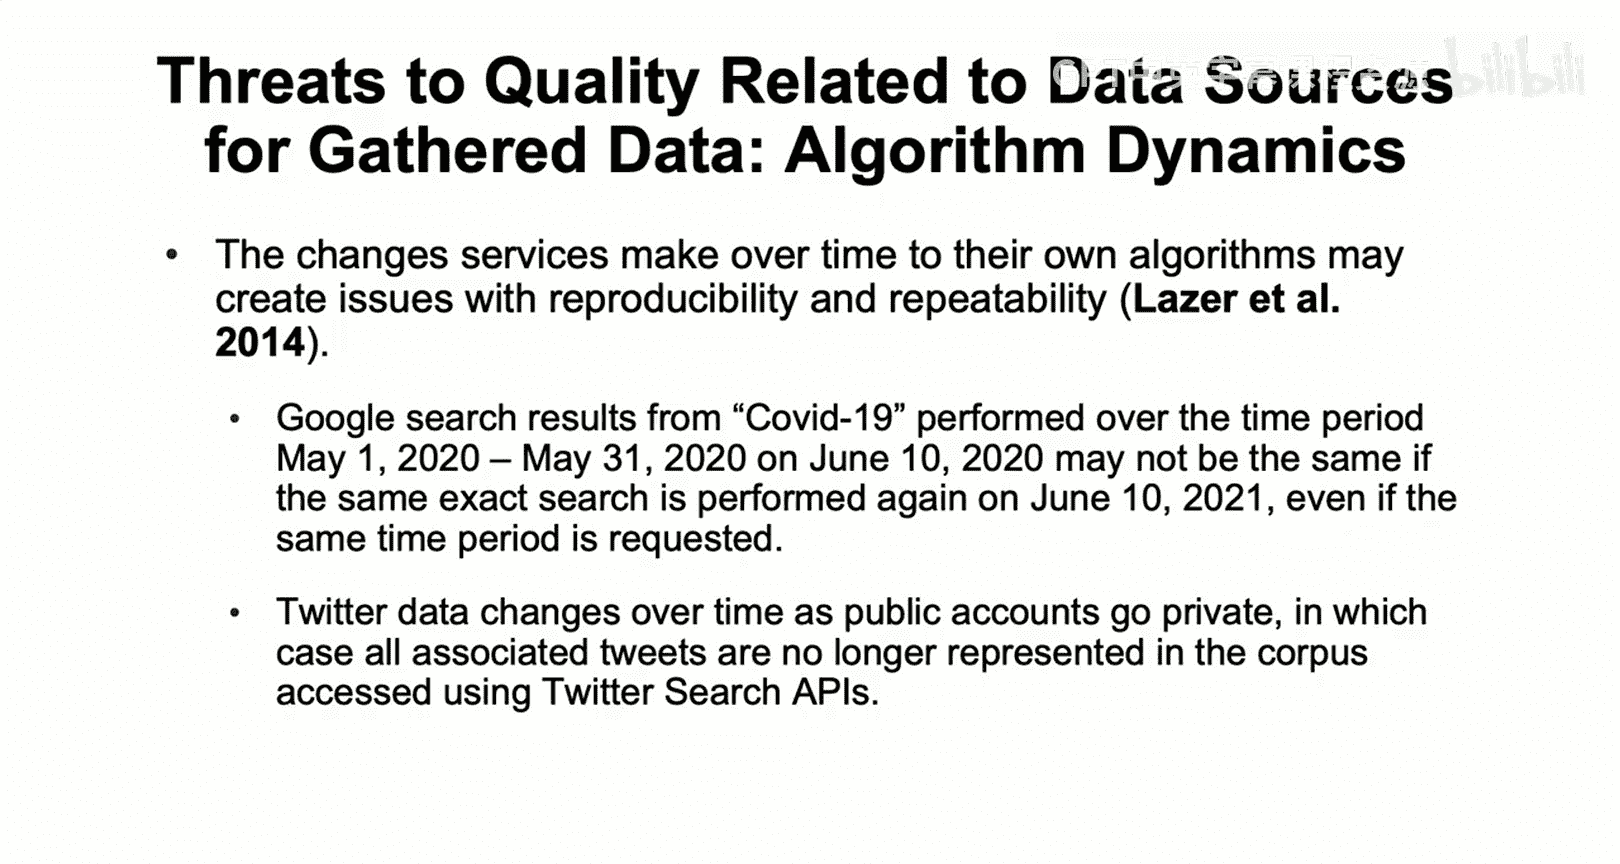 Threats to Quality Related to Data Sources
for Gathered Data: Algorithm Dynamics
bilibili
• The changes services make over time to their own algorithms may
create issues with reproducibility and repeatability (Lazer et al.
2014).
• Google search results from “Covid-19” performed over the time period
May 1, 2020 – May 31, 2020 on June 10, 2020 may not be the same if
the same exact search is performed again on June 10, 2021, even if the
same time period is requested.
• Twitter data changes over time as public accounts go private, in which
case all associated tweets are no longer represented in the corpus
accessed using Twitter Search APIs.